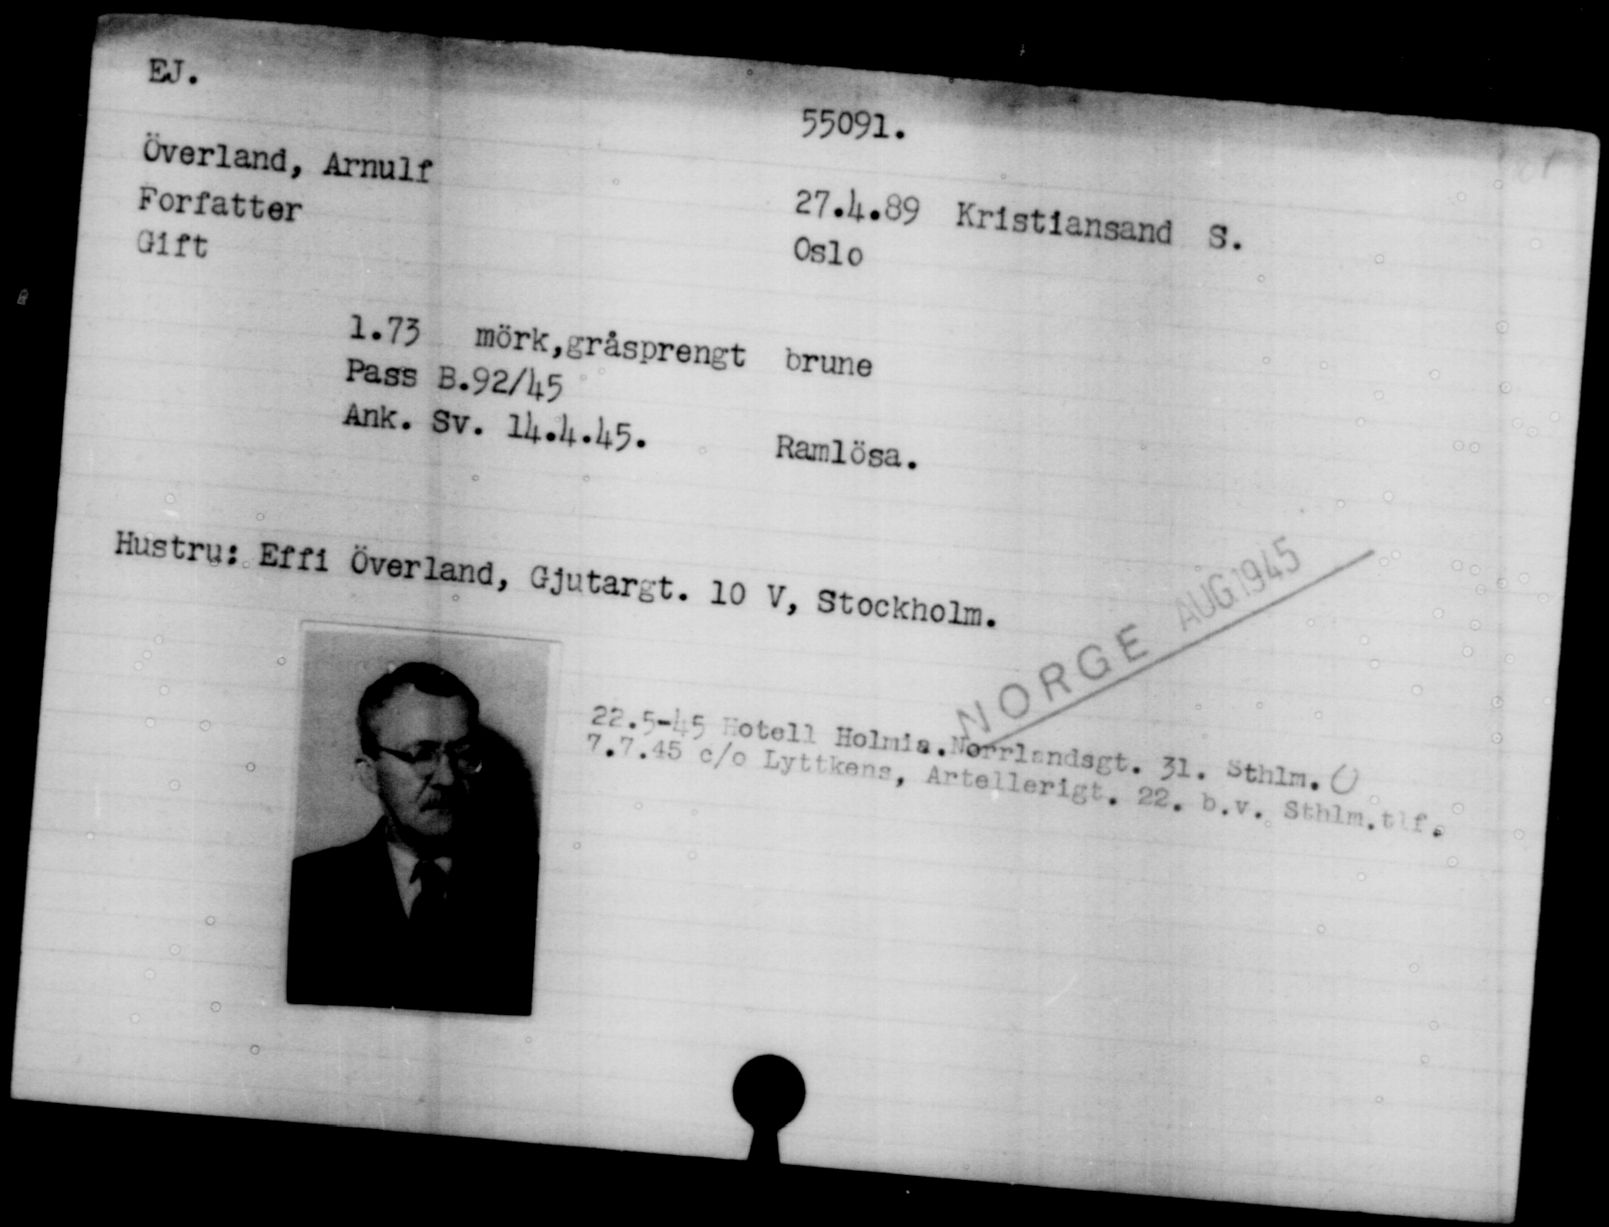 EJ.
55091.
Överland, Arnulf
27.4.89 Kristiansand S.
Forfatter
Oslo
Gift
1.73 mörk,gråsprengt brune
Pass B.92/45
Ank. Sv. 14.4.45. Ramlösa.
Hustru: Effi Överland, Gjutargt. 10 V, Stockholm.
NORGE AUG 1945
22.5-45 Hotell Holmia.Norrlandsgt. 31. Sthlm.
7.7.45 c/o Lyttkens, Artellerigt. 22. b.v. Sthlm.tlf.